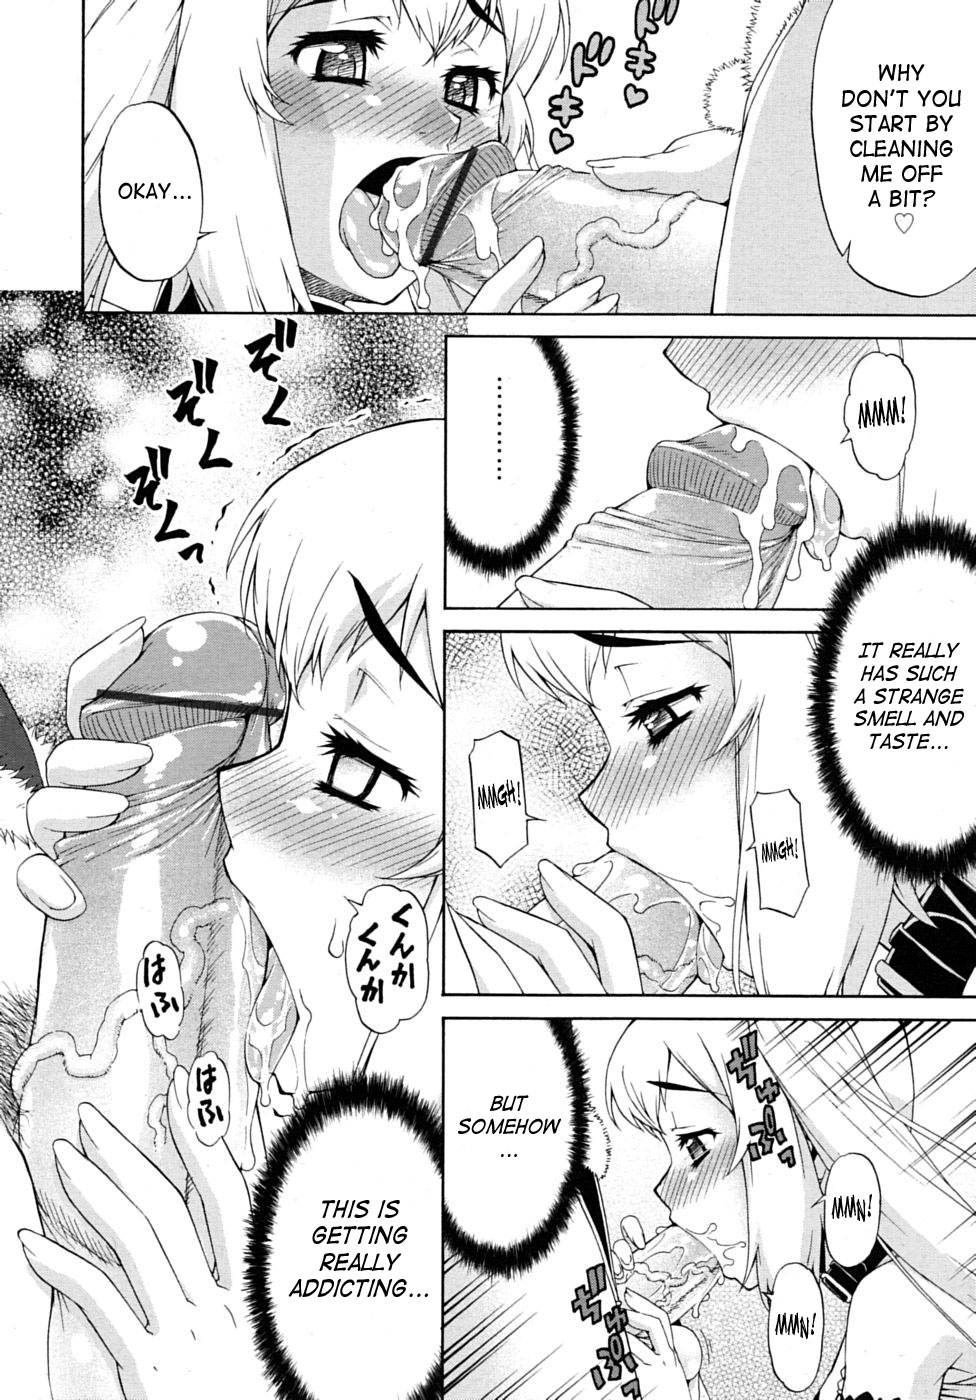 WHY
DON'T YOU
START BY
CLEANING
ME OFF
A BIT?
♡
ドキ♡
ドキ♡
OKAY...
MMM!
.........
IT REALLY
HAS SUCH
A STRANGE
SMELL AND
TASTE...
MMGH!
MMGH!
ぞく
ぞく
ぞくっ
くんか
くんか
はふ
はふ
THIS IS
GETTING
REALLY
ADDICTING...
BUT
SOMEHOW
...
MMN!
MMN!